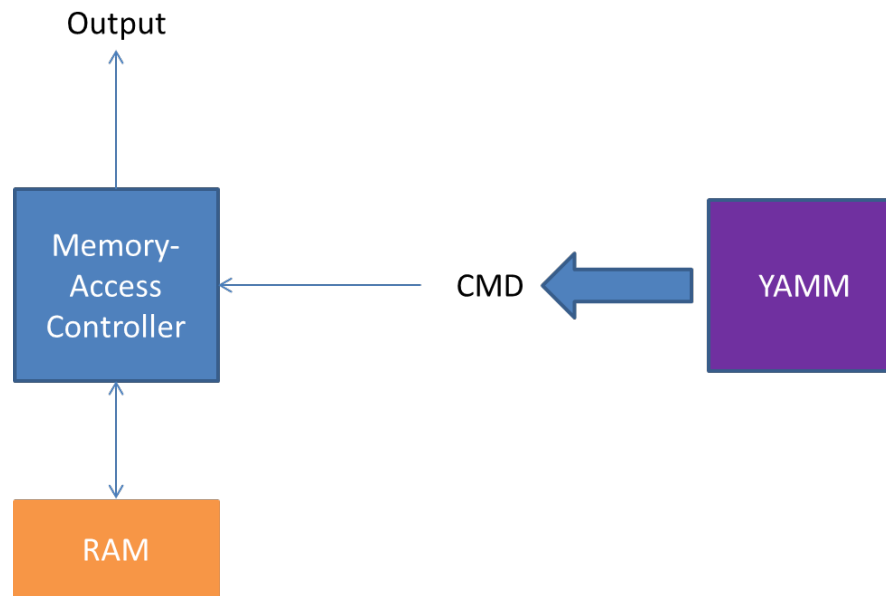 Output
Memory-
Access
Controller
CMD
YAMM
RAM